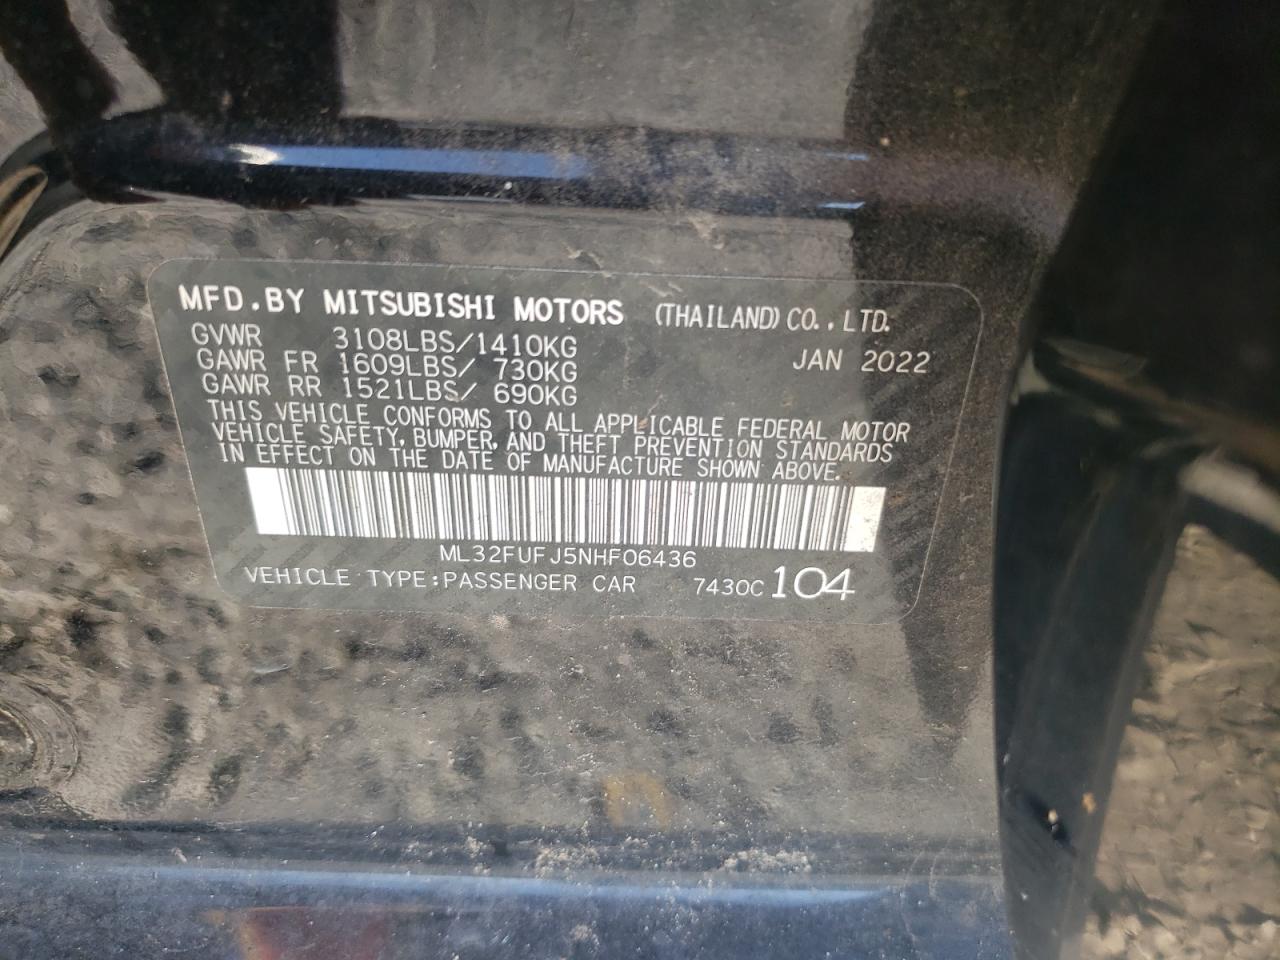 MFD.BY MITSUBISHI MOTORS (THAILAND) CO., LTD.
GVWR 3108LBS/1410KG JAN 2022
GAWR FR 1609LBS/ 730KG
GAWR RR 1521LBS/ 690KG
THIS VEHICLE CONFORMS TO ALL APPLICABLE FEDERAL MOTOR
VEHICLE SAFETY, BUMPER, AND THEFT PREVENTION STANDARDS
IN EFFECT ON THE DATE OF MANUFACTURE SHOWN ABOVE.
ML32FUFJ5NHF06436
VEHICLE TYPE:PASSENGER CAR 7430C 104